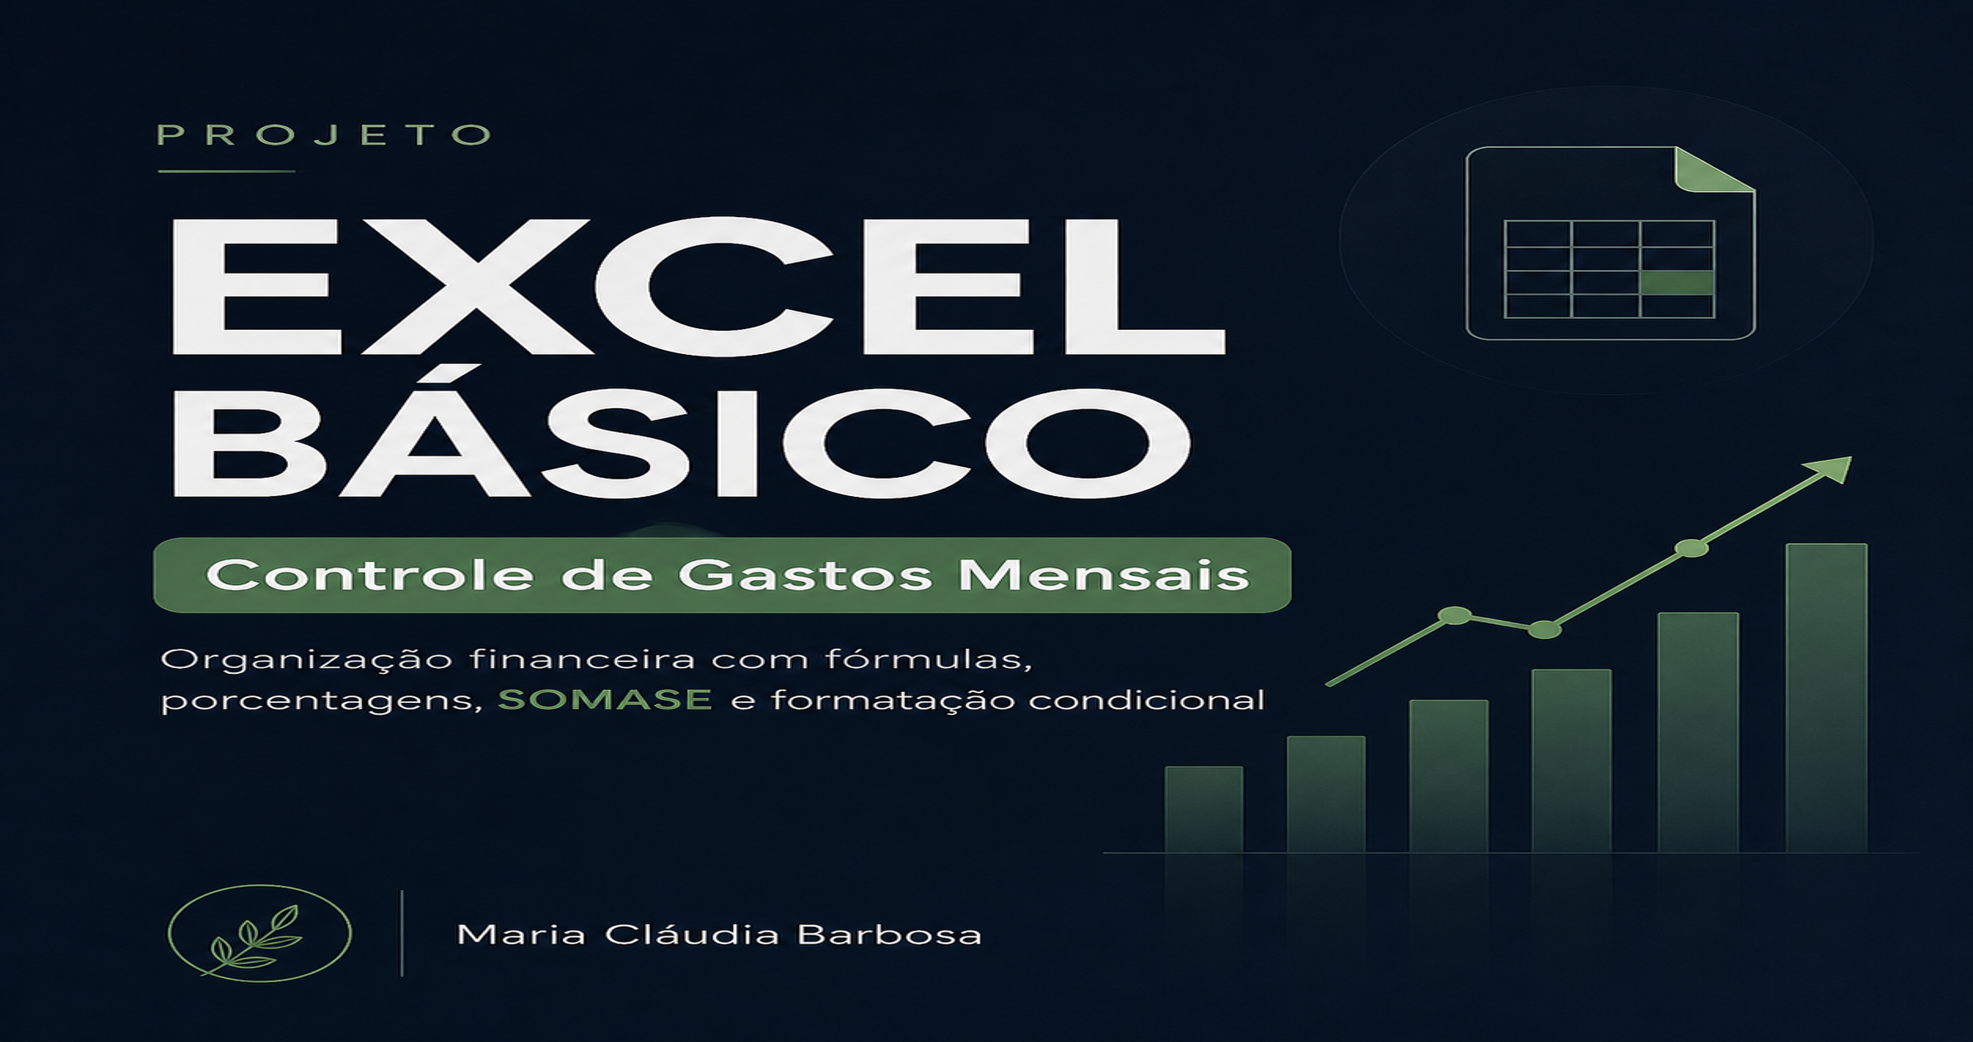 PROJETO
EXCEL
BÁSICO
Controle de Gastos Mensais
Organização financeira com fórmulas,
porcentagens, SOMASE e formatação condicional
Maria Cláudia Barbosa